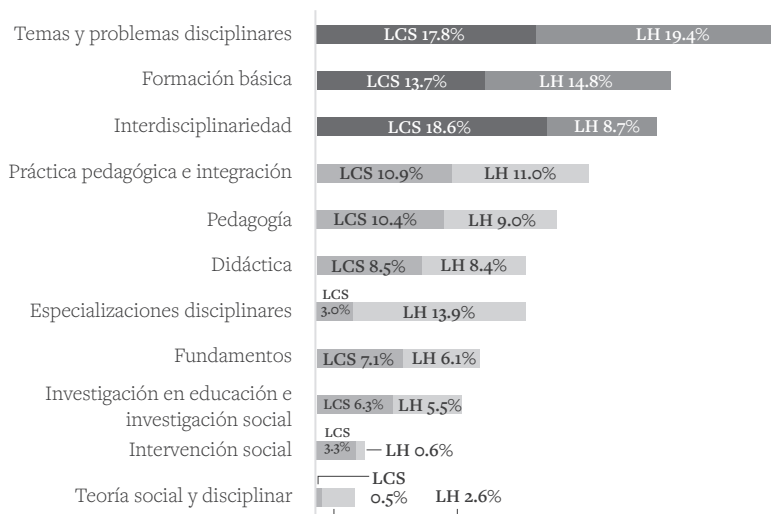 Temas y problemas disciplinares LCS 17.8% LH 19.4%
Formación básica LCS 13.7% LH 14.8%
Interdisciplinariedad LCS 18.6% LH 8.7%
Práctica pedagógica e integración LCS 10.9% LH 11.0%
Pedagogía LCS 10.4% LH 9.0%
Didáctica LCS 8.5% LH 8.4%
Especializaciones disciplinares LCS 3.0% LH 13.9%
Fundamentos LCS 7.1% LH 6.1%
Investigación en educación e
investigación social LCS 6.3% LH 5.5%
Intervención social LCS 3.3% LH 0.6%
Teoría social y disciplinar LCS 0.5% LH 2.6%